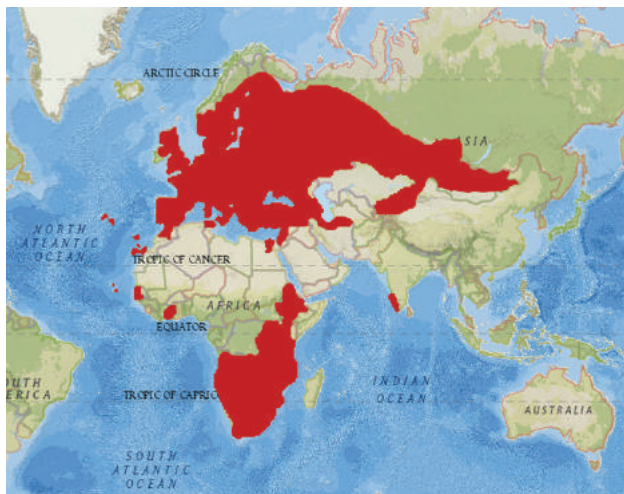 ARCTIC CIRCLE
ASIA
NORTH
ATLANTIC
OCEAN
TROPIC OF CANCER
AFRICA
EQUATOR
OUTH
ERICA
INDIAN
OCEAN
TROPIC OF CAPRIC
AUSTRALIA
SOUTH
ATLANTIC
OCEAN